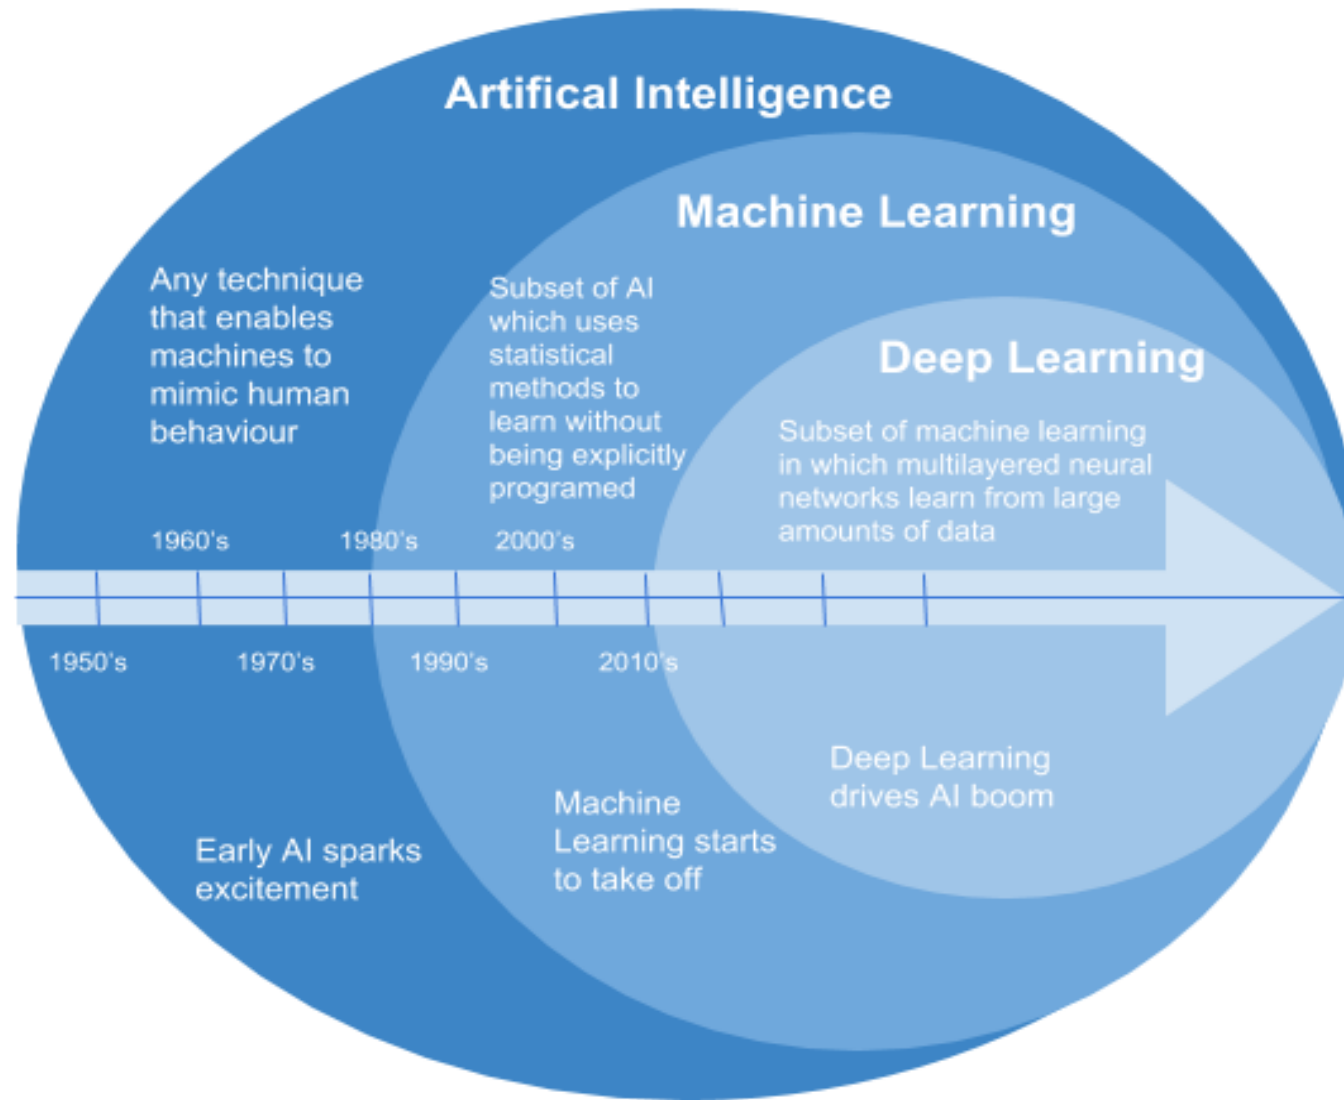 Artifical Intelligence
Machine Learning
Any technique
that enables
machines to
mimic human
behaviour
Subset of AI
which uses
statistical
methods to
learn without
being explicitly
programed
Deep Learning
Subset of machine learning
in which multilayered neural
networks learn from large
amounts of data
1960's
1980's
2000's
1950's
1970's
1990's
2010's
Early AI sparks
excitement
Machine
Learning starts
to take off
Deep Learning
drives AI boom